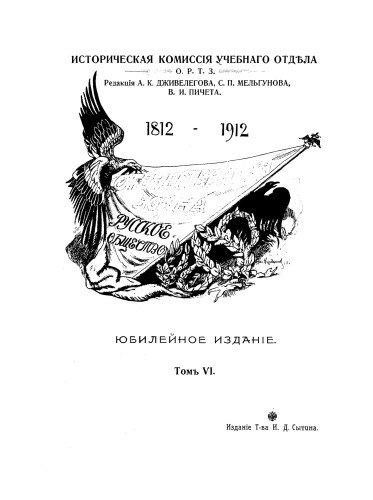 ИСТОРИЧЕСКАЯ КОМИССІЯ УЧЕБНАГО ОТДѢЛА
О. Р. Т. З.
Редакція А. К. ДЖИВЕЛЕГОВА, С. П. МЕЛЬГУНОВА,
В. И. ПИЧЕТА.
1812 - 1912
РУССКОЕ
ОБЩЕСТВО
ЮБИЛЕЙНОЕ ИЗДАНІЕ.
Томъ VI.
Изданіе Т-ва И. Д. Сытина.